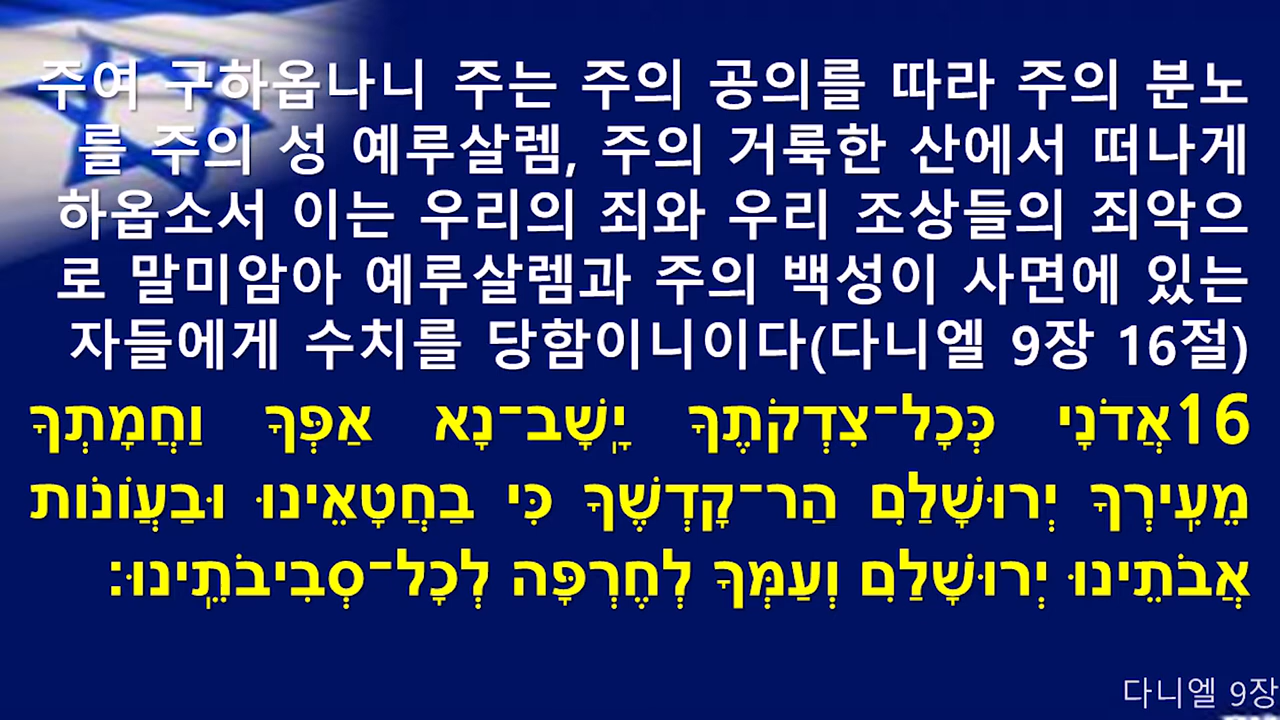 주여 구하옵나니 주는 주의 공의를 따라 주의 분노
를 주의 성 예루살렘, 주의 거룩한 산에서 떠나게
하옵소서 이는 우리의 죄와 우리 조상들의 죄악으
로 말미암아 예루살렘과 주의 백성이 사면에 있는
자들에게 수치를 당함이니이다(다니엘 9장 16절)
16אֲדֹנָי כְּכָל־צִדְקֹתֶךָ יָשָׁב־נָא אַפְּךָ וַחֲמָתְךָ
מֵעִירְךָ יְרוּשָׁלַםִ הַר־קָדְשֶׁךָ כִּי בַחֲטָאֵינוּ וּבַעֲוֹנוֹת
אֲבֹתֵינוּ יְרוּשָׁלַםִ וְעַמְּךָ לְחֶרְפָּה לְכָל־סְבִיבֹתֵינוּ׃
다니엘 9장